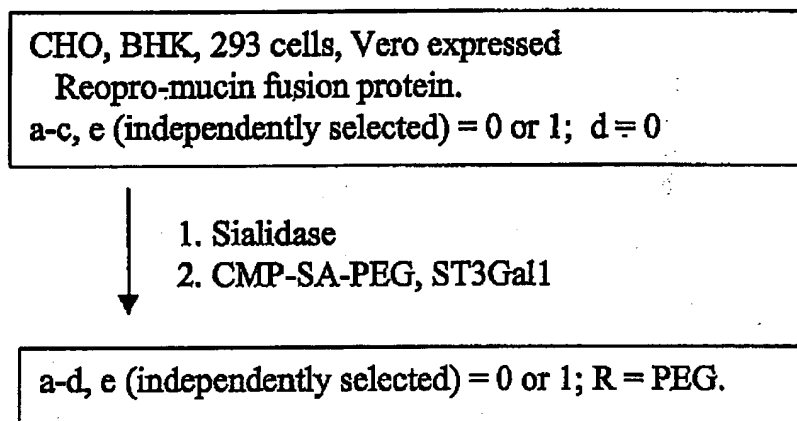 CHO, BHK, 293 cells, Vero expressed
Reopro-mucin fusion protein.
a-c, e (independently selected) = 0 or 1; d = 0
1. Sialidase
2. CMP-SA-PEG, ST3Gal1
a-d, e (independently selected) = 0 or 1; R = PEG.